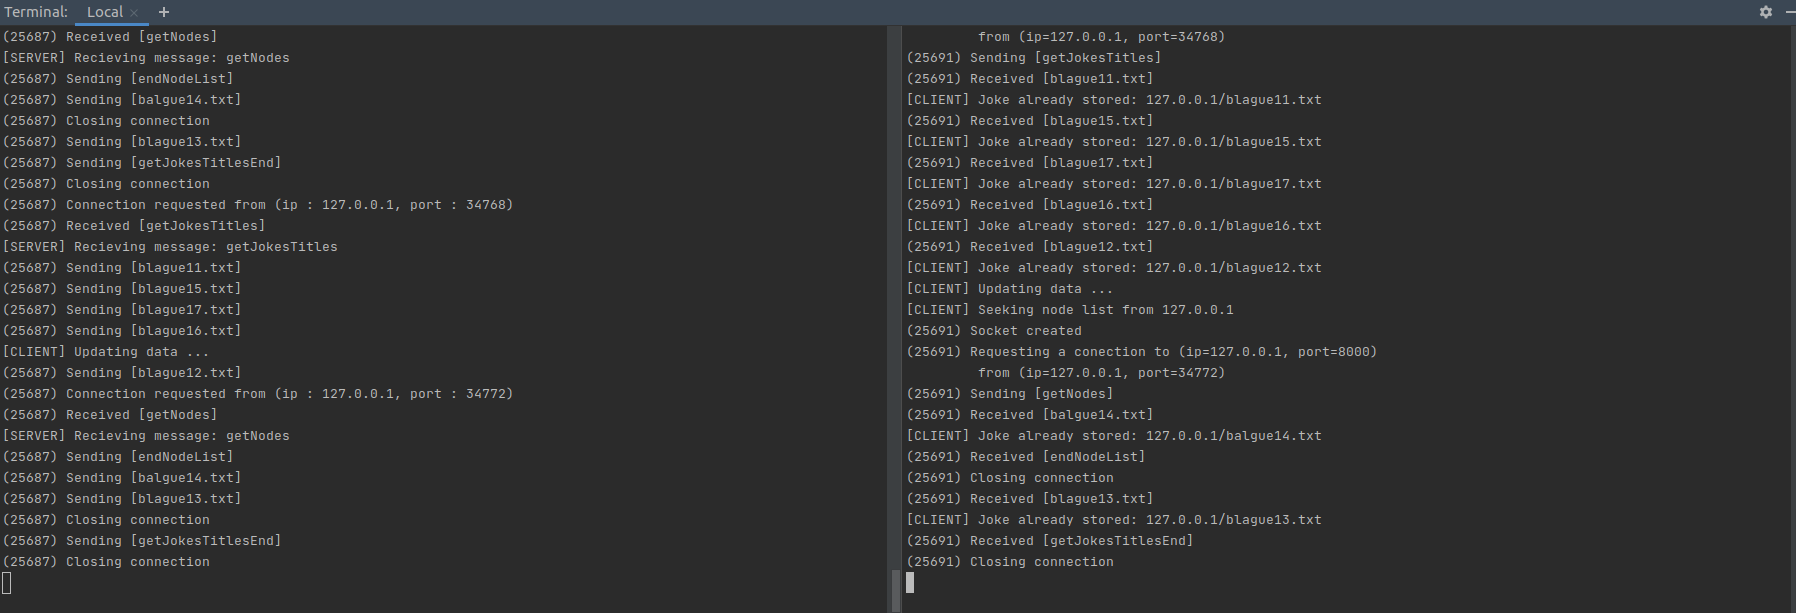 Terminal: Local × +
(25687) Received [getNodes]
[SERVER] Recieving message: getNodes
(25687) Sending [endNodeList]
(25687) Sending [balgue14.txt]
(25687) Closing connection
(25687) Sending [blague13.txt]
(25687) Sending [getJokesTitlesEnd]
(25687) Closing connection
(25687) Connection requested from (ip : 127.0.0.1, port : 34768)
(25687) Received [getJokesTitles]
[SERVER] Recieving message: getJokesTitles
(25687) Sending [blague11.txt]
(25687) Sending [blague15.txt]
(25687) Sending [blague17.txt]
(25687) Sending [blague16.txt]
[CLIENT] Updating data ...
(25687) Sending [blague12.txt]
(25687) Connection requested from (ip : 127.0.0.1, port : 34772)
(25687) Received [getNodes]
[SERVER] Recieving message: getNodes
(25687) Sending [endNodeList]
(25687) Sending [balgue14.txt]
(25687) Sending [blague13.txt]
(25687) Closing connection
(25687) Sending [getJokesTitlesEnd]
(25687) Closing connection
from (ip=127.0.0.1, port=34768)
(25691) Sending [getJokesTitles]
(25691) Received [blague11.txt]
[CLIENT] Joke already stored: 127.0.0.1/blague11.txt
(25691) Received [blague15.txt]
[CLIENT] Joke already stored: 127.0.0.1/blague15.txt
(25691) Received [blague17.txt]
[CLIENT] Joke already stored: 127.0.0.1/blague17.txt
(25691) Received [blague16.txt]
[CLIENT] Joke already stored: 127.0.0.1/blague16.txt
(25691) Received [blague12.txt]
[CLIENT] Joke already stored: 127.0.0.1/blague12.txt
[CLIENT] Updating data ...
[CLIENT] Seeking node list from 127.0.0.1
(25691) Socket created
(25691) Requesting a conection to (ip=127.0.0.1, port=8000)
from (ip=127.0.0.1, port=34772)
(25691) Sending [getNodes]
(25691) Received [balgue14.txt]
[CLIENT] Joke already stored: 127.0.0.1/balgue14.txt
(25691) Received [endNodeList]
(25691) Closing connection
(25691) Received [blague13.txt]
[CLIENT] Joke already stored: 127.0.0.1/blague13.txt
(25691) Received [getJokesTitlesEnd]
(25691) Closing connection